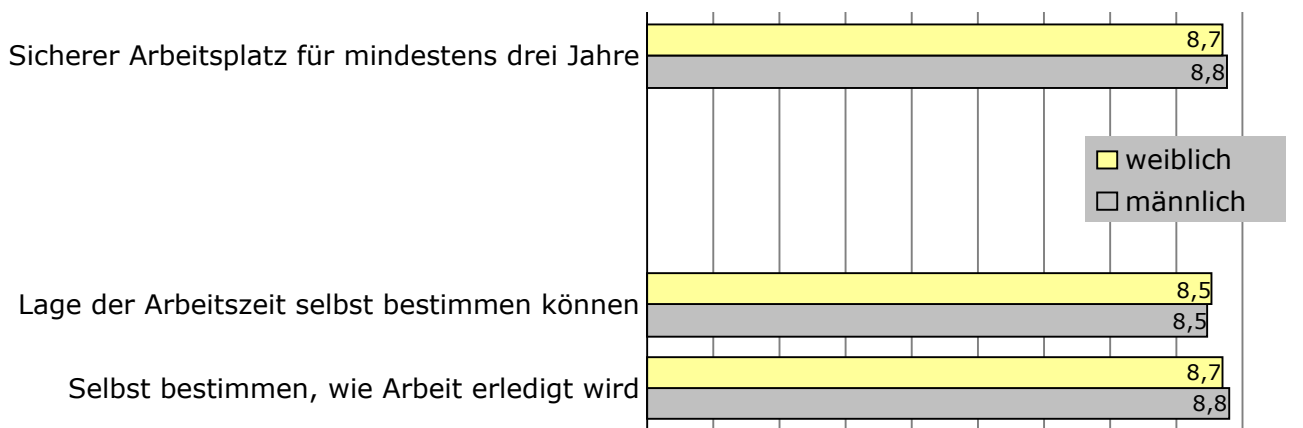 Sicherer Arbeitsplatz für mindestens drei Jahre
8,7
8,8
weiblich
männlich
Lage der Arbeitszeit selbst bestimmen können
8,5
8,5
Selbst bestimmen, wie Arbeit erledigt wird
8,7
8,8